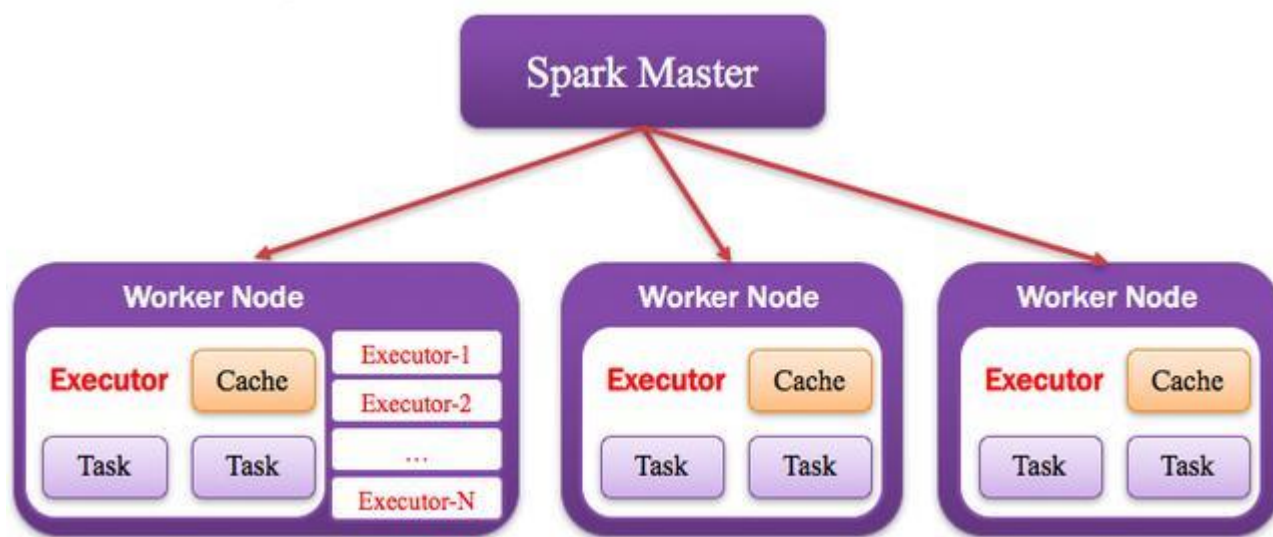 Spark Master
Worker Node
Executor
Cache
Task
Task
Executor-1
Executor-2
...
Executor-N
Worker Node
Executor
Cache
Task
Task
Worker Node
Executor
Cache
Task
Task